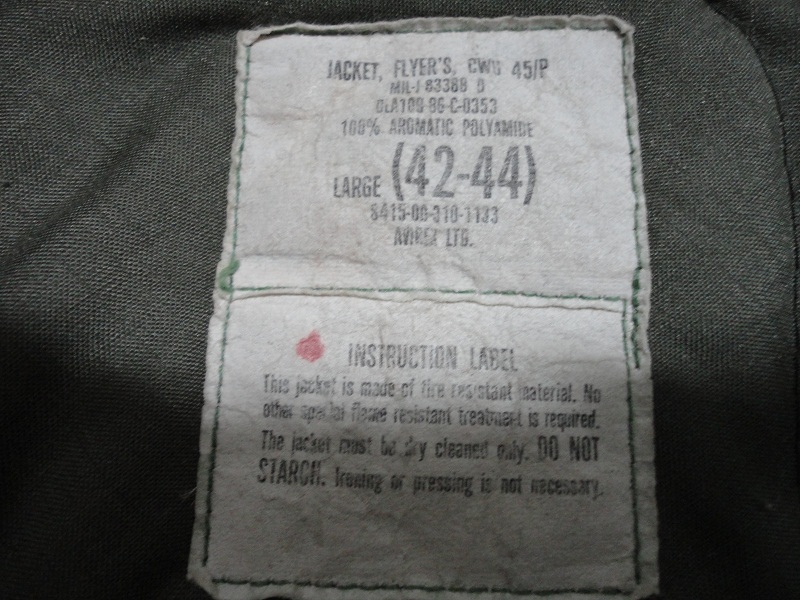 JACKET, FLYER'S, CWU 45/P
MIL-J 83388 D
DLA100-86-C-0353
100% AROMATIC POLYAMIDE
LARGE (42-44)
8415-00-310-1133
AVIREX LTD.
INSTRUCTION LABEL
This jacket is made of fire resistant material. No
other special flame resistant treatment is required.
The jacket must be dry cleaned only. DO NOT
STARCH. Ironing or pressing is not necessary.